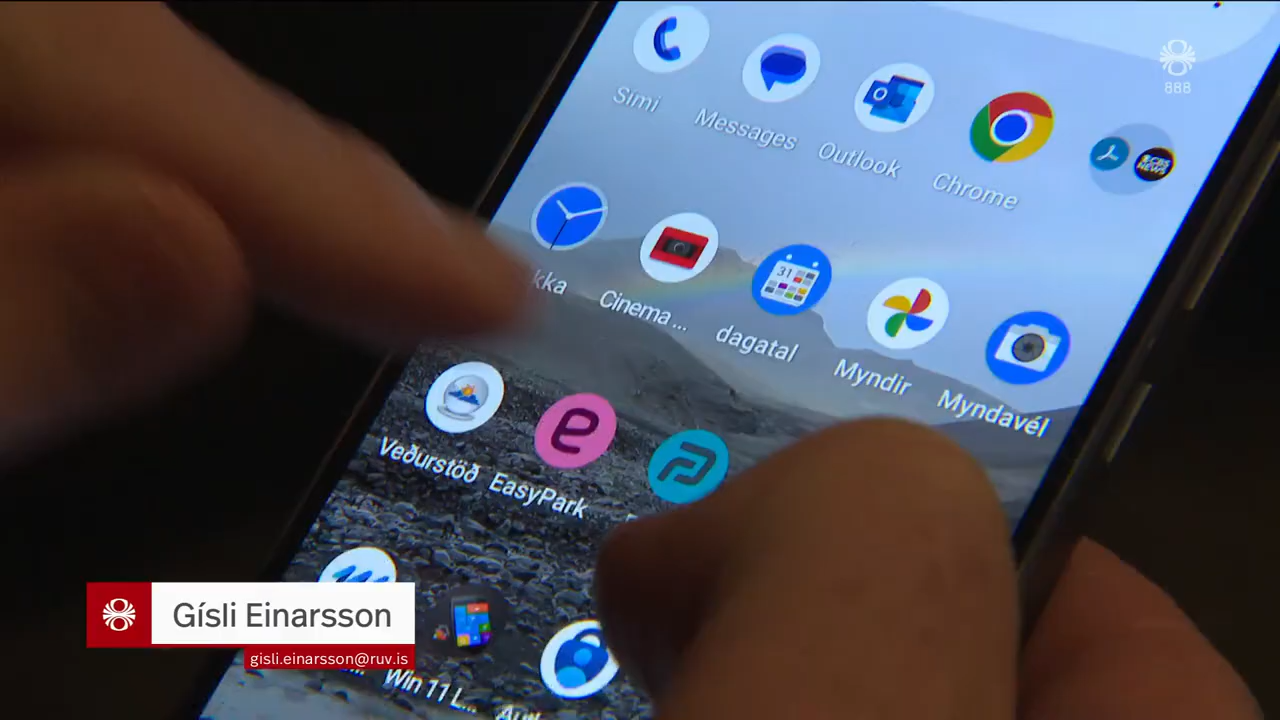 888
Sími
Messages
Outlook
Chrome
CBS NEWS
kka
Cinema ...
31
dagatal
Myndir
Myndavél
Veðurstöð
EasyPark
Win 11 L...
Gísli Einarsson
gisli.einarsson@ruv.is